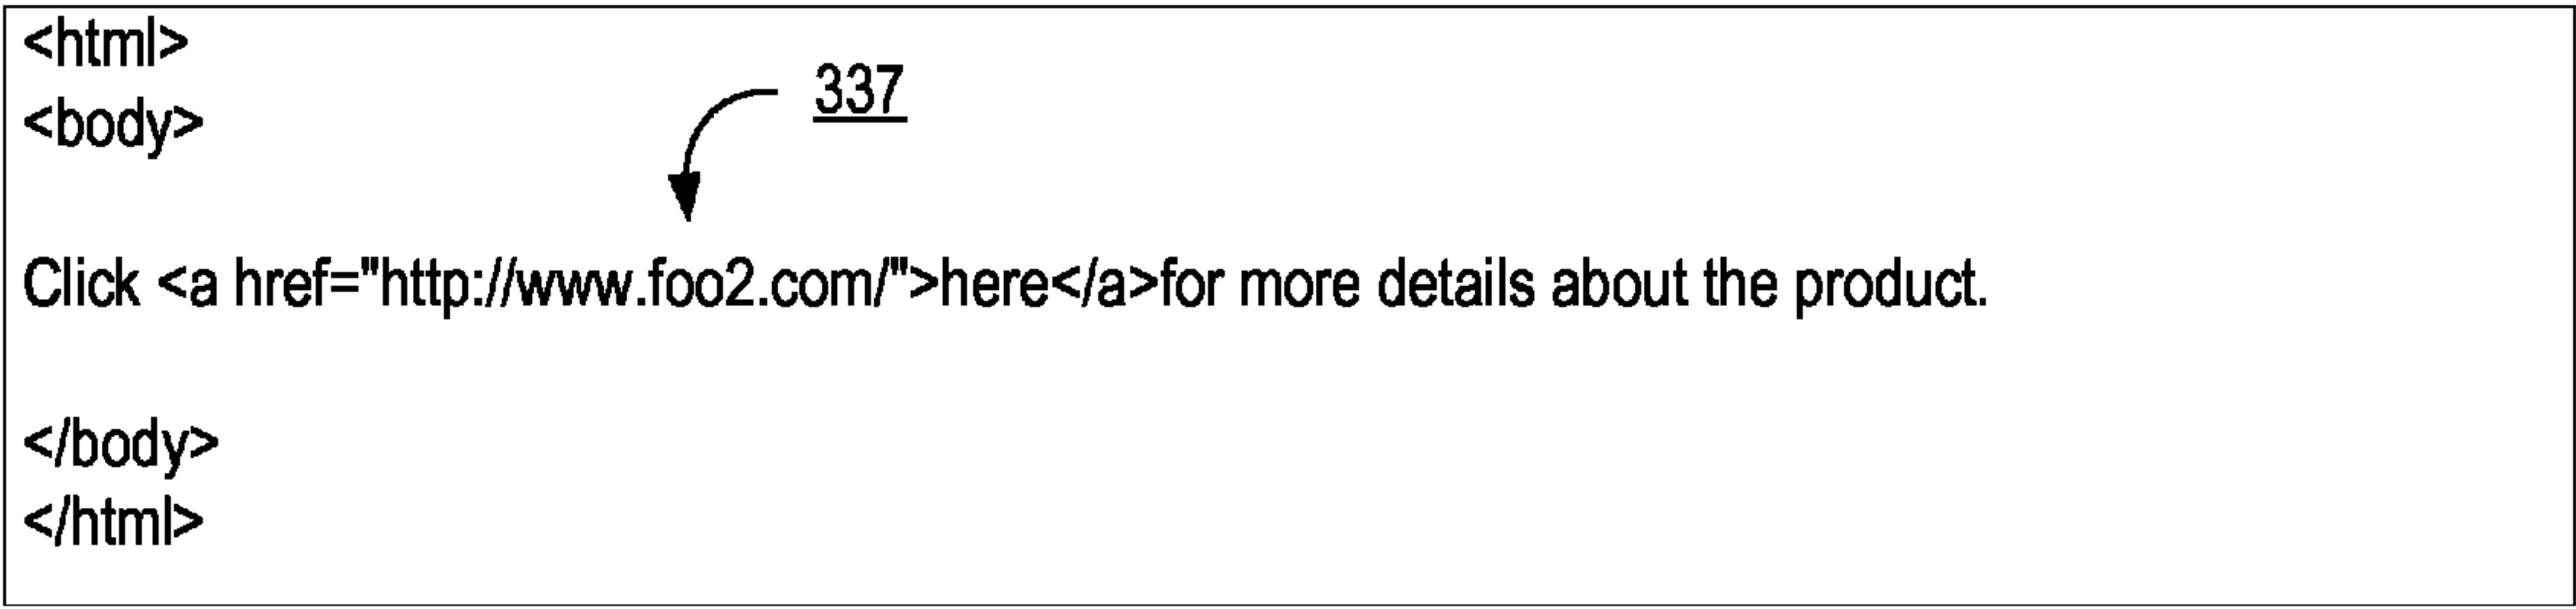 <html>
<body>
337
Click <a href="http://www.foo2.com/">here</a>for more details about the product.
</body>
</html>